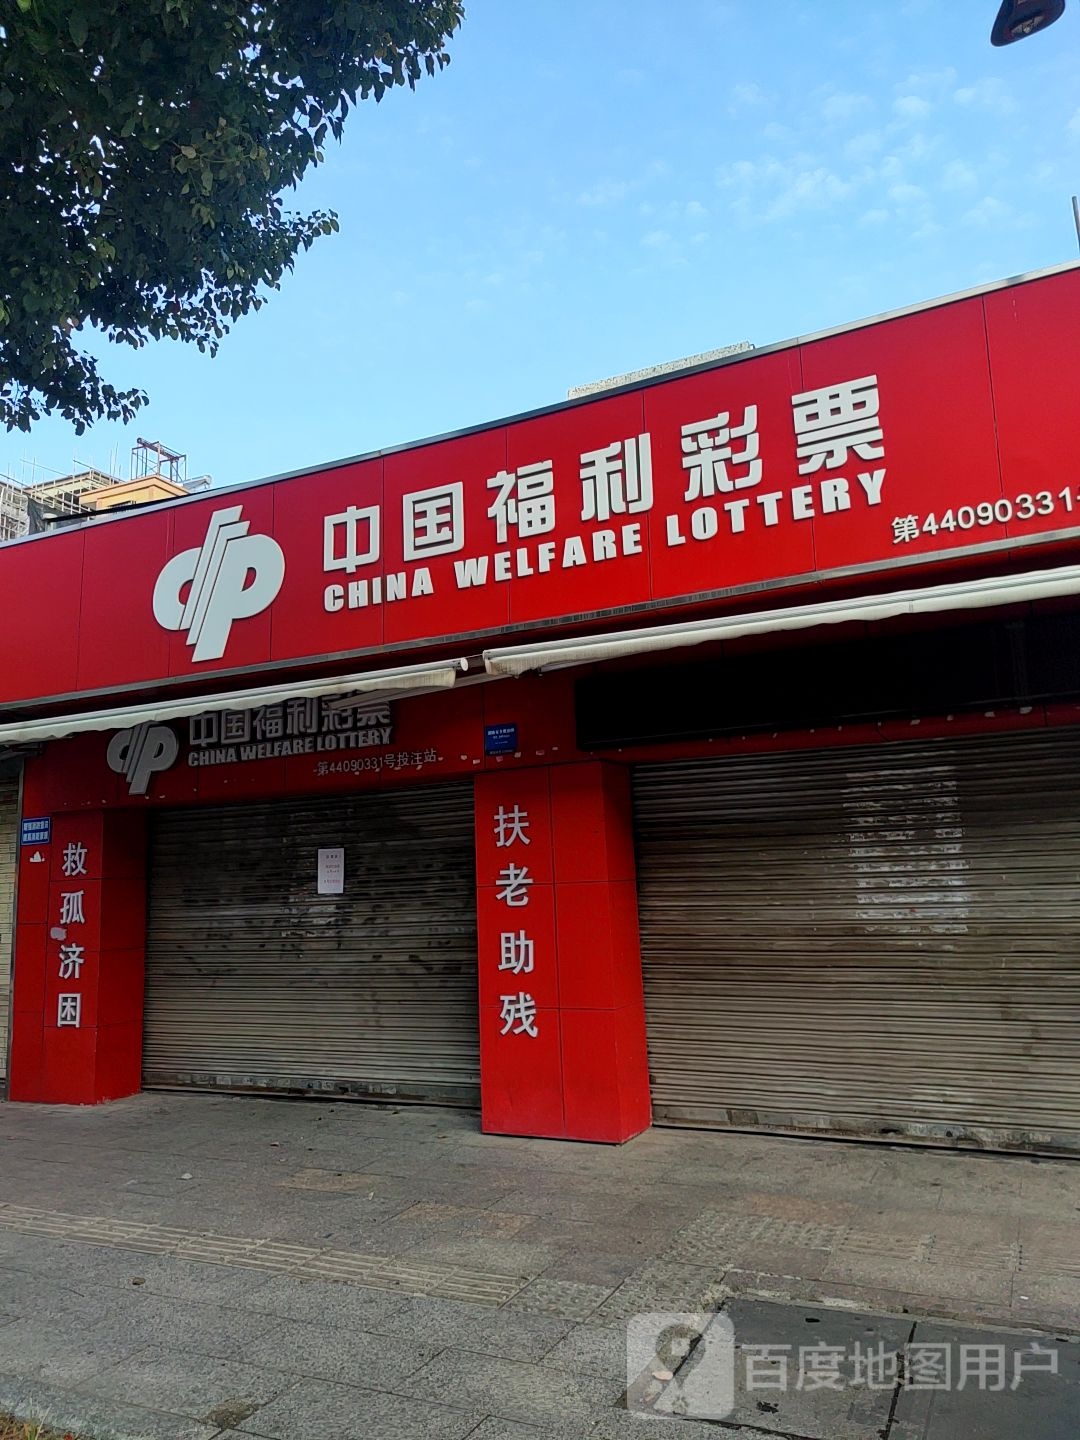 中国福利彩票
CHINA WELFARE LOTTERY
第44090331
中国福利彩票
CHINA WELFARE LOTTERY
第44090331号投注站
救孤济困
扶老助残
百度地图用户